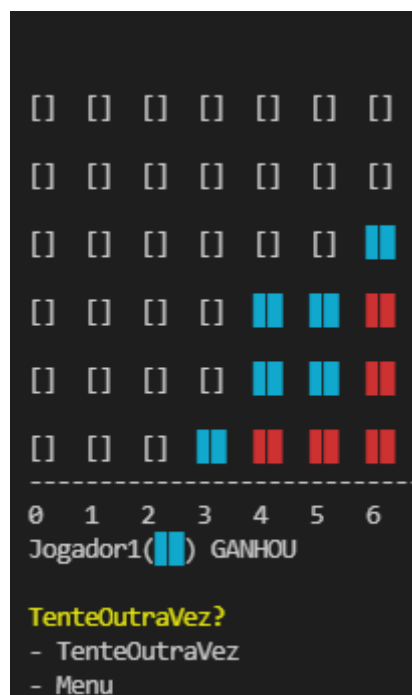 [] [] [] [] [] [] []
[] [] [] [] [] [] []
[] [] [] [] [] []
[] [] [] []
[] [] [] []
[] [] []
---------------------------
0 1 2 3 4 5 6
Jogador1( ) GANHOU
TenteOutraVez?
- TenteOutraVez
- Menu